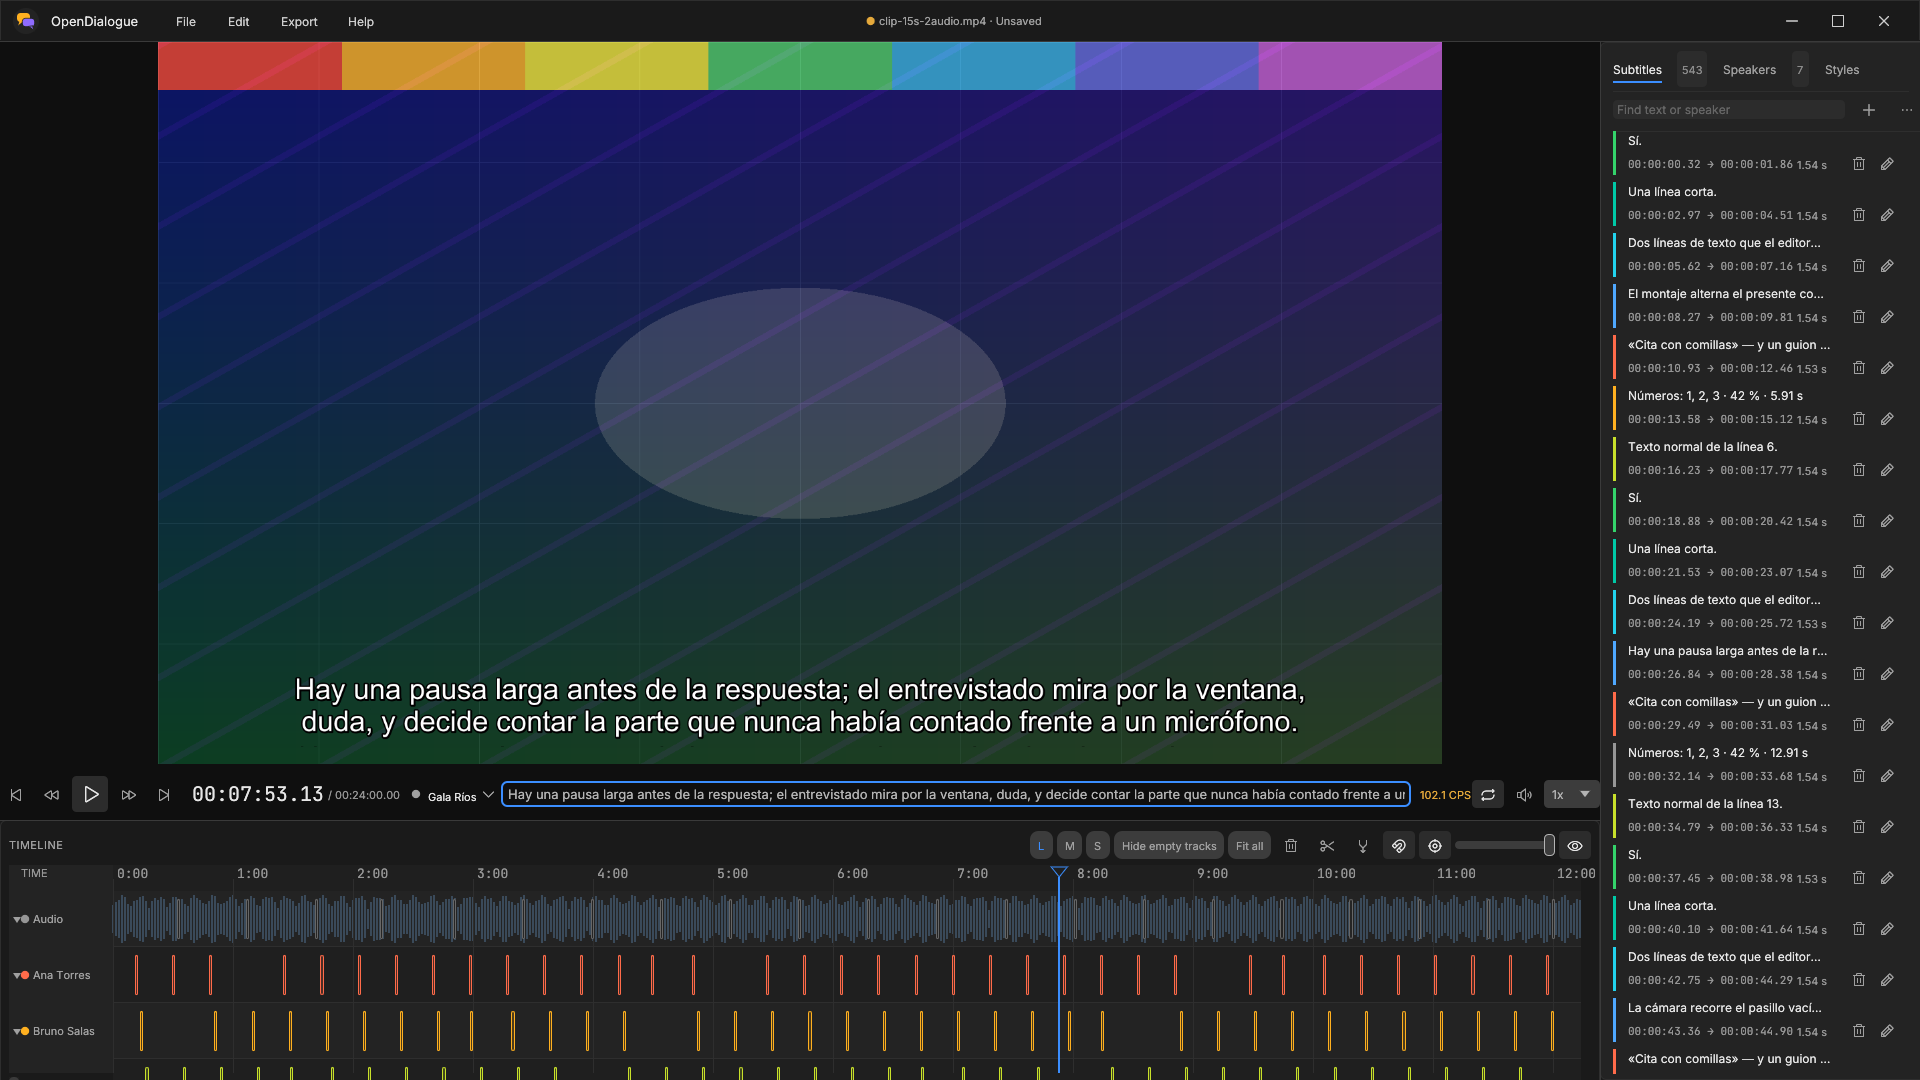 OpenDialogue
File
Edit
Export
Help
clip-15s-2audio.mp4 · Unsaved
Subtitles
543
Speakers
7
Styles
Find text or speaker
Sí.
00:00:00.32 → 00:00:01.86 1.54 s
Una línea corta.
00:00:02.97 → 00:00:04.51 1.54 s
Dos líneas de texto que el editor...
00:00:05.62 → 00:00:07.16 1.54 s
El montaje alterna el presente co...
00:00:08.27 → 00:00:09.81 1.54 s
«Cita con comillas» — y un guion ...
00:00:10.93 → 00:00:12.46 1.53 s
Números: 1, 2, 3 · 42 % · 5.91 s
00:00:13.58 → 00:00:15.12 1.54 s
Texto normal de la línea 6.
00:00:16.23 → 00:00:17.77 1.54 s
Sí.
00:00:18.88 → 00:00:20.42 1.54 s
Una línea corta.
00:00:21.53 → 00:00:23.07 1.54 s
Dos líneas de texto que el editor...
00:00:24.19 → 00:00:25.72 1.53 s
Hay una pausa larga antes de la r...
00:00:26.84 → 00:00:28.38 1.54 s
«Cita con comillas» — y un guion ...
00:00:29.49 → 00:00:31.03 1.54 s
Números: 1, 2, 3 · 42 % · 12.91 s
00:00:32.14 → 00:00:33.68 1.54 s
Texto normal de la línea 13.
00:00:34.79 → 00:00:36.33 1.54 s
Sí.
00:00:37.45 → 00:00:38.98 1.53 s
Una línea corta.
00:00:40.10 → 00:00:41.64 1.54 s
Dos líneas de texto que el editor...
00:00:42.75 → 00:00:44.29 1.54 s
La cámara recorre el pasillo vací...
00:00:43.36 → 00:00:44.90 1.54 s
«Cita con comillas» — y un guion ...
Hay una pausa larga antes de la respuesta; el entrevistado mira por la ventana,
duda, y decide contar la parte que nunca había contado frente a un micrófono.
00:07:53.13 / 00:24:00.00
Gala Ríos
Hay una pausa larga antes de la respuesta; el entrevistado mira por la ventana, duda, y decide contar la parte que nunca había contado frente a u
102.1 CPS
1x
TIMELINE
L
M
S
Hide empty tracks
Fit all
TIME
0:00
1:00
2:00
3:00
4:00
5:00
6:00
7:00
8:00
9:00
10:00
11:00
12:00
Audio
Ana Torres
Bruno Salas